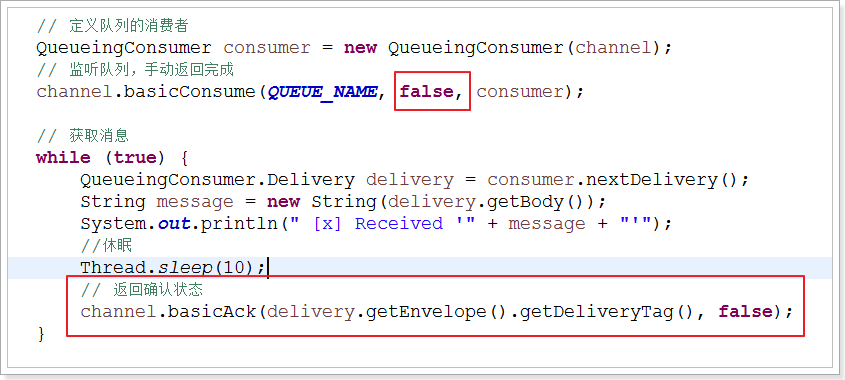 // 定义队列的消费者
QueueingConsumer consumer = new QueueingConsumer(channel);
// 监听队列，手动返回完成
channel.basicConsume(QUEUE_NAME, false, consumer);
// 获取消息
while (true) {
QueueingConsumer.Delivery delivery = consumer.nextDelivery();
String message = new String(delivery.getBody());
System.out.println(" [x] Received '" + message + "'");
//休眠
Thread.sleep(10);
// 返回确认状态
channel.basicAck(delivery.getEnvelope().getDeliveryTag(), false);
}